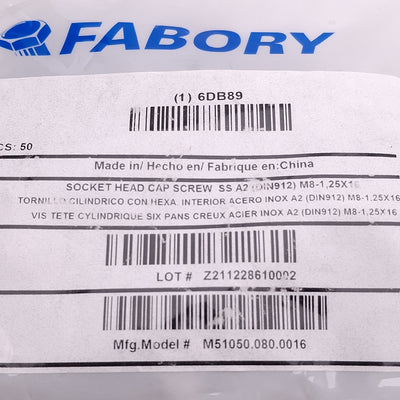 FABORY
(1) 6DB89
CS: 50
Made in/ Hecho en/ Fabrique en:China
SOCKET HEAD CAP SCREW SS A2 (DIN912) M8-1,25X16
TORNILLO CILINDRICO CON HEXA. INTERIOR ACERO INOX A2 (DIN912) M8-1,25X16
VIS TETE CYLINDRIQUE SIX PANS CREUX ACIER INOX A2 (DIN912) M8-1,25X16
LOT # Z211228610002
Mfg.Model # M51050.080.0016